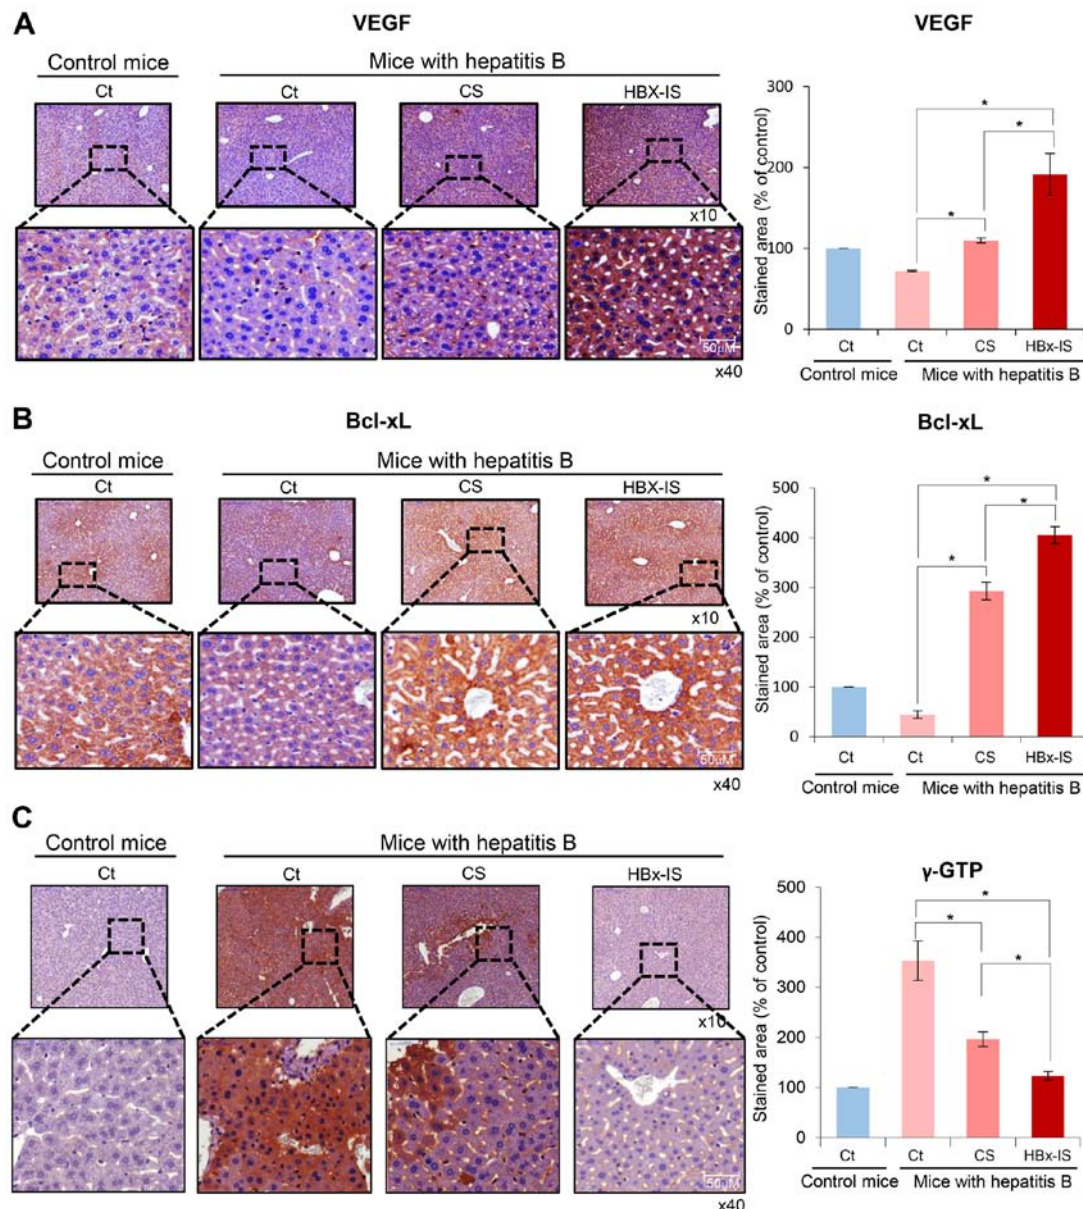 A
VEGF
Control mice
Mice with hepatitis B
Ct
Ct
CS
HBX-IS
x10
50μM
x40
VEGF
Stained area (% of control)
300
200
100
0
*
*
*
Ct
Ct
CS
HBx-IS
Control mice
Mice with hepatitis B
B
Bcl-xL
Control mice
Mice with hepatitis B
Ct
Ct
CS
HBX-IS
x10
50μM
x40
Bcl-xL
Stained area (% of control)
500
400
300
200
100
0
*
*
*
Ct
Ct
CS
HBx-IS
Control mice
Mice with hepatitis B
C
Control mice
Mice with hepatitis B
Ct
Ct
CS
HBx-IS
x10
50μM
x40
γ-GTP
Stained area (% of control)
500
400
300
200
100
0
*
*
*
Ct
Ct
CS
HBx-IS
Control mice
Mice with hepatitis B